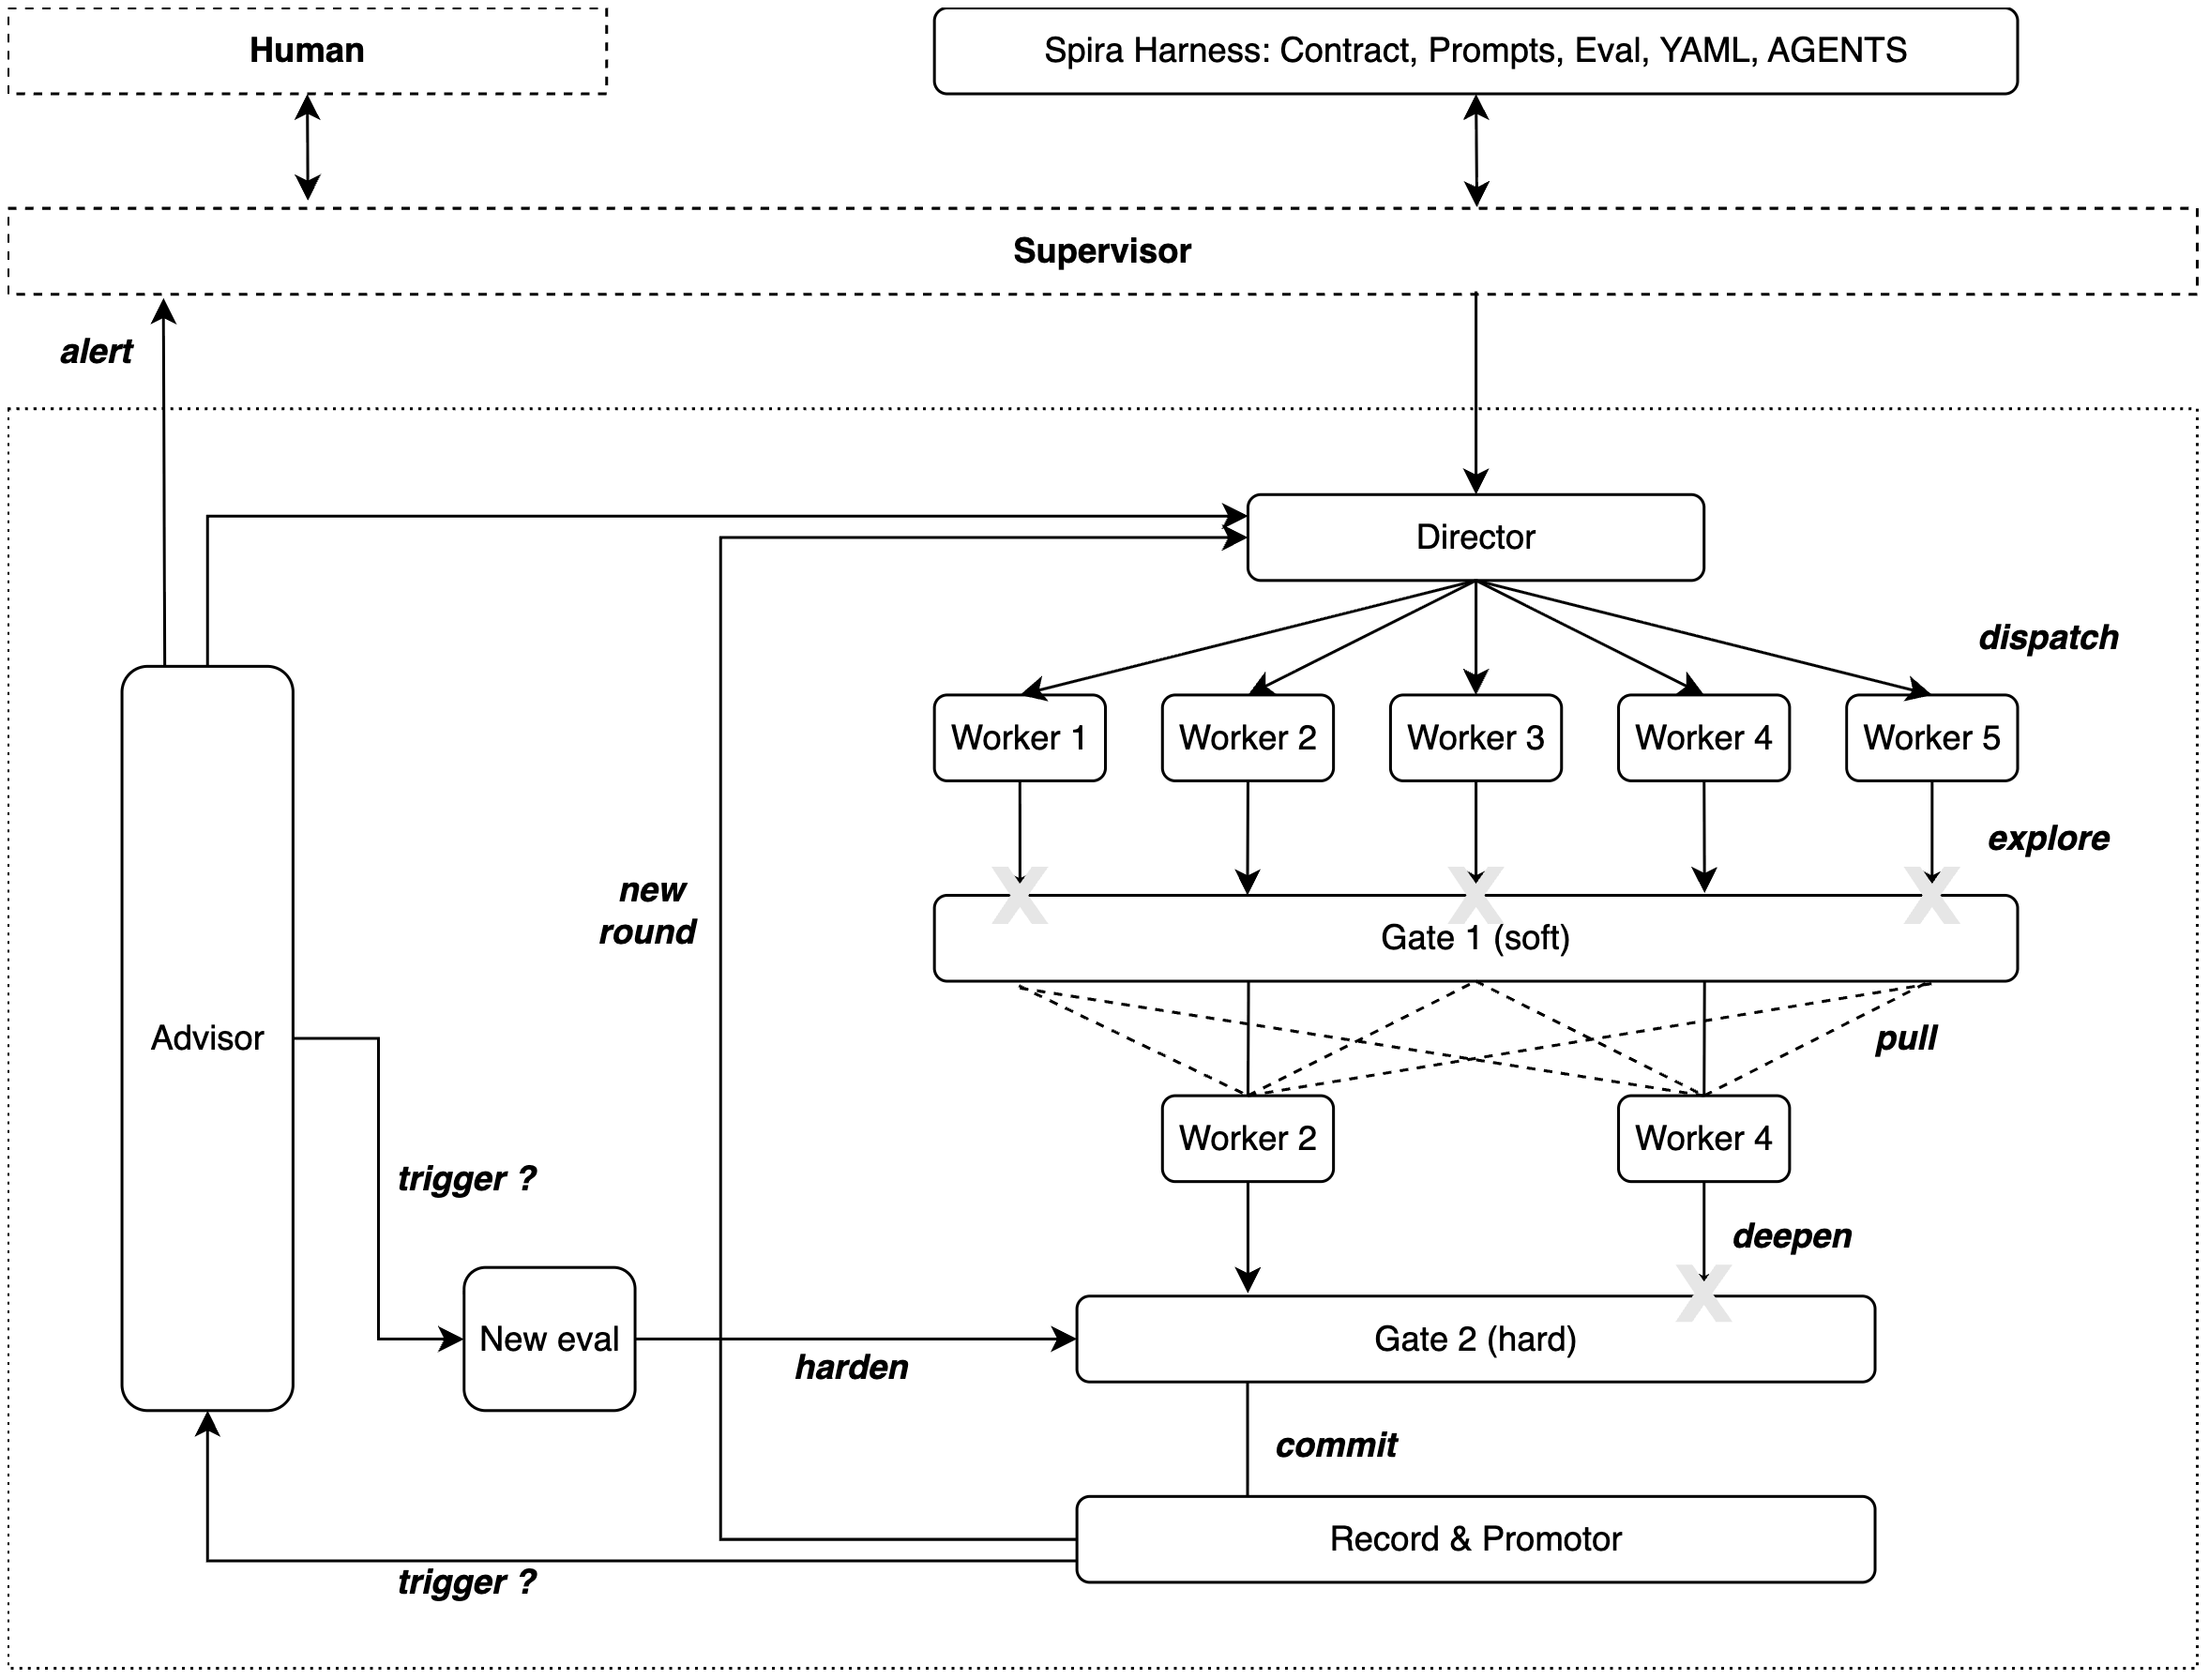 Human
Spira Harness: Contract, Prompts, Eval, YAML, AGENTS
Supervisor
alert
Director
dispatch
Worker 1
Worker 2
Worker 3
Worker 4
Worker 5
explore
new
round
X
X
X
Gate 1 (soft)
Advisor
pull
Worker 2
Worker 4
trigger ?
deepen
X
New eval
harden
Gate 2 (hard)
commit
Record & Promotor
trigger ?